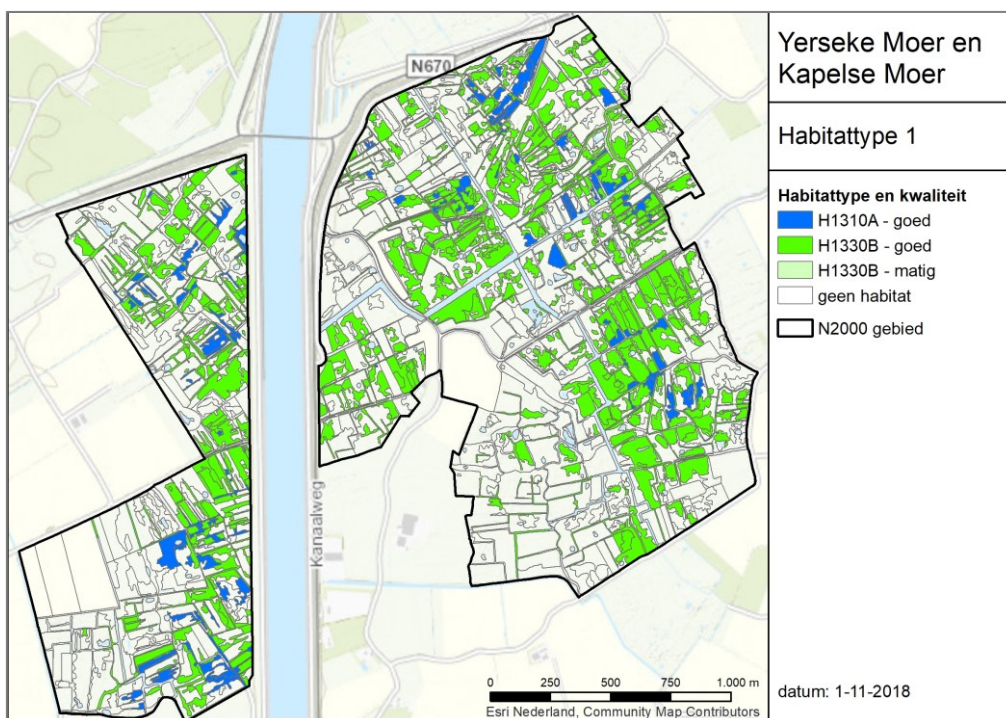 Yerseke Moer en
Kapelse Moer
Habitattype 1
Habitattype en kwaliteit
H1310A - goed
H1330B - goed
H1330B - matig
geen habitat
N2000 gebied
datum: 1-11-2018
N670
Kanaalweg
0 250 500 750 1.000 m
Esri Nederland, Community Map Contributors